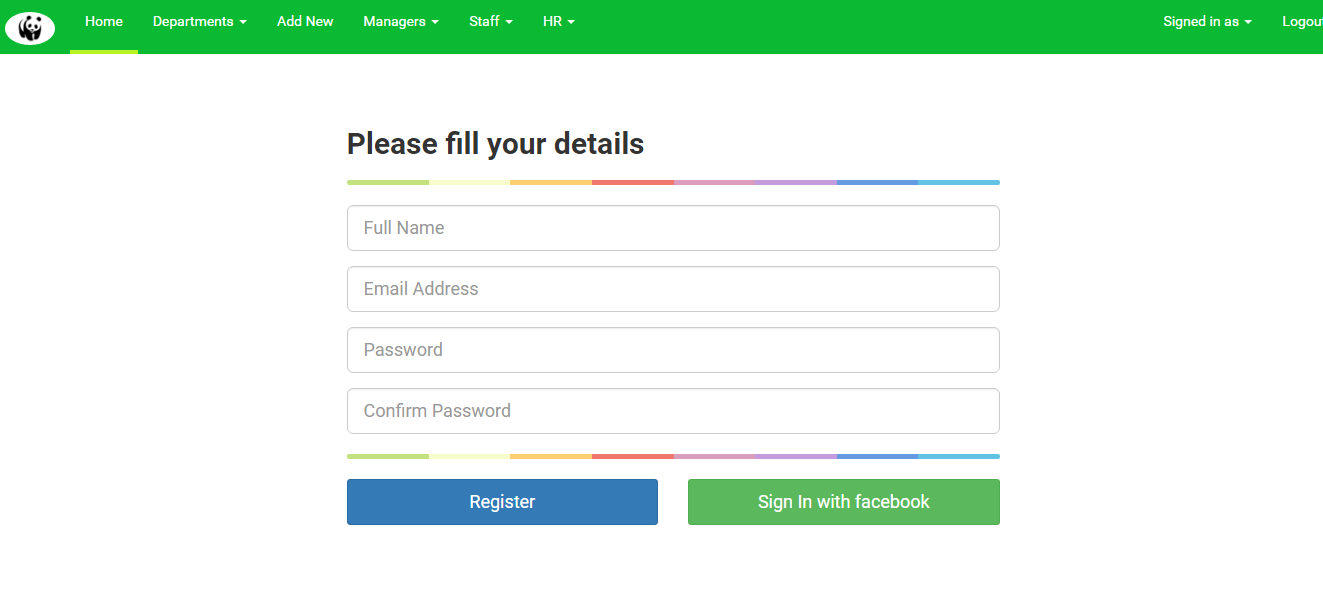 Home Departments Add New Managers Staff HR Signed in as Logout
Please fill your details
Full Name
Email Address
Password
Confirm Password
Register Sign In with facebook